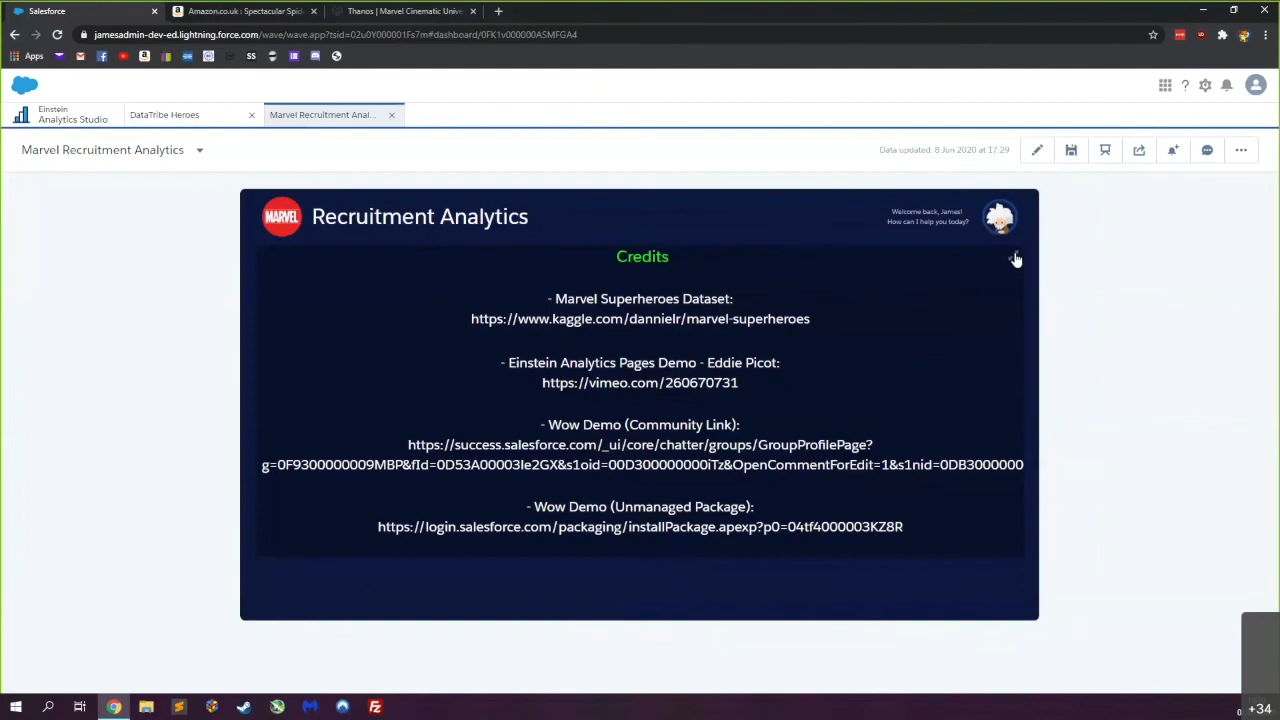 Salesforce
Amazon.co.uk : Spectacular Spid
Thanos | Marvel Cinematic Unive
jamesadmin-dev-ed.lightning.force.com/wave/wave.app?tsid=02u0Y000001Fs7m#dashboard/0FK1v000000ASMFGA4
Apps
SS
Einstein
Analytics Studio
DataTribe Heroes
Marvel Recruitment Anal...
Marvel Recruitment Analytics
Data updated: 8 Jun 2020 at 17:29
MARVEL
Recruitment Analytics
Welcome back, James!
How can I help you today?
Credits
- Marvel Superheroes Dataset:
https://www.kaggle.com/dannielr/marvel-superheroes
- Einstein Analytics Pages Demo - Eddie Picot:
https://vimeo.com/260670731
- Wow Demo (Community Link):
https://success.salesforce.com/_ui/core/chatter/groups/GroupProfilePage?
g=0F9300000009MBP&fId=0D53A00003Ie2GX&s1oid=00D300000000iTz&OpenCommentForEdit=1&s1nid=0DB3000000
- Wow Demo (Unmanaged Package):
https://login.salesforce.com/packaging/installPackage.apexp?p0=04tf4000003KZ8R
+34